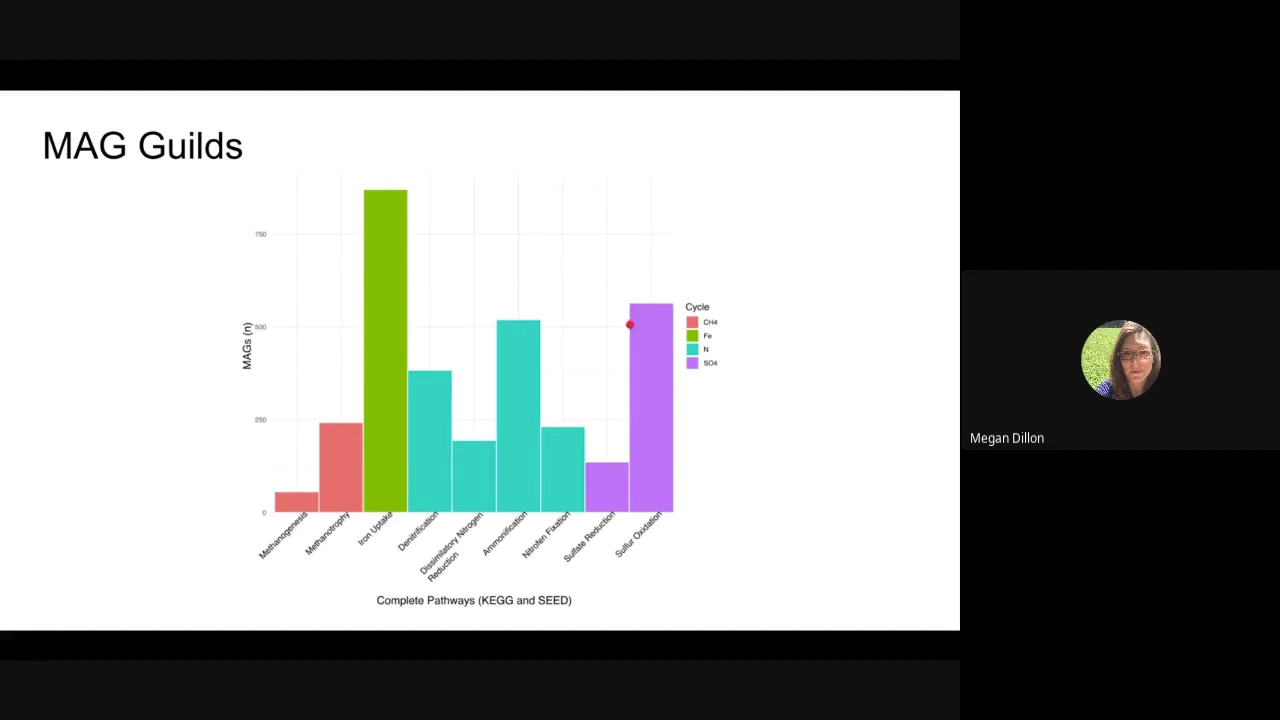 MAG Guilds
750
500
250
0
MAGs (n)
Methanogenesis
Methanotrophy
Iron Uptake
Denitrification
Dissimilatory Nitrogen
Reduction
Ammonification
Nitrofen Fixation
Sulfate Reduction
Sulfur Oxidation
Complete Pathways (KEGG and SEED)
Cycle
CH4
Fe
N
SO4
Megan Dillon